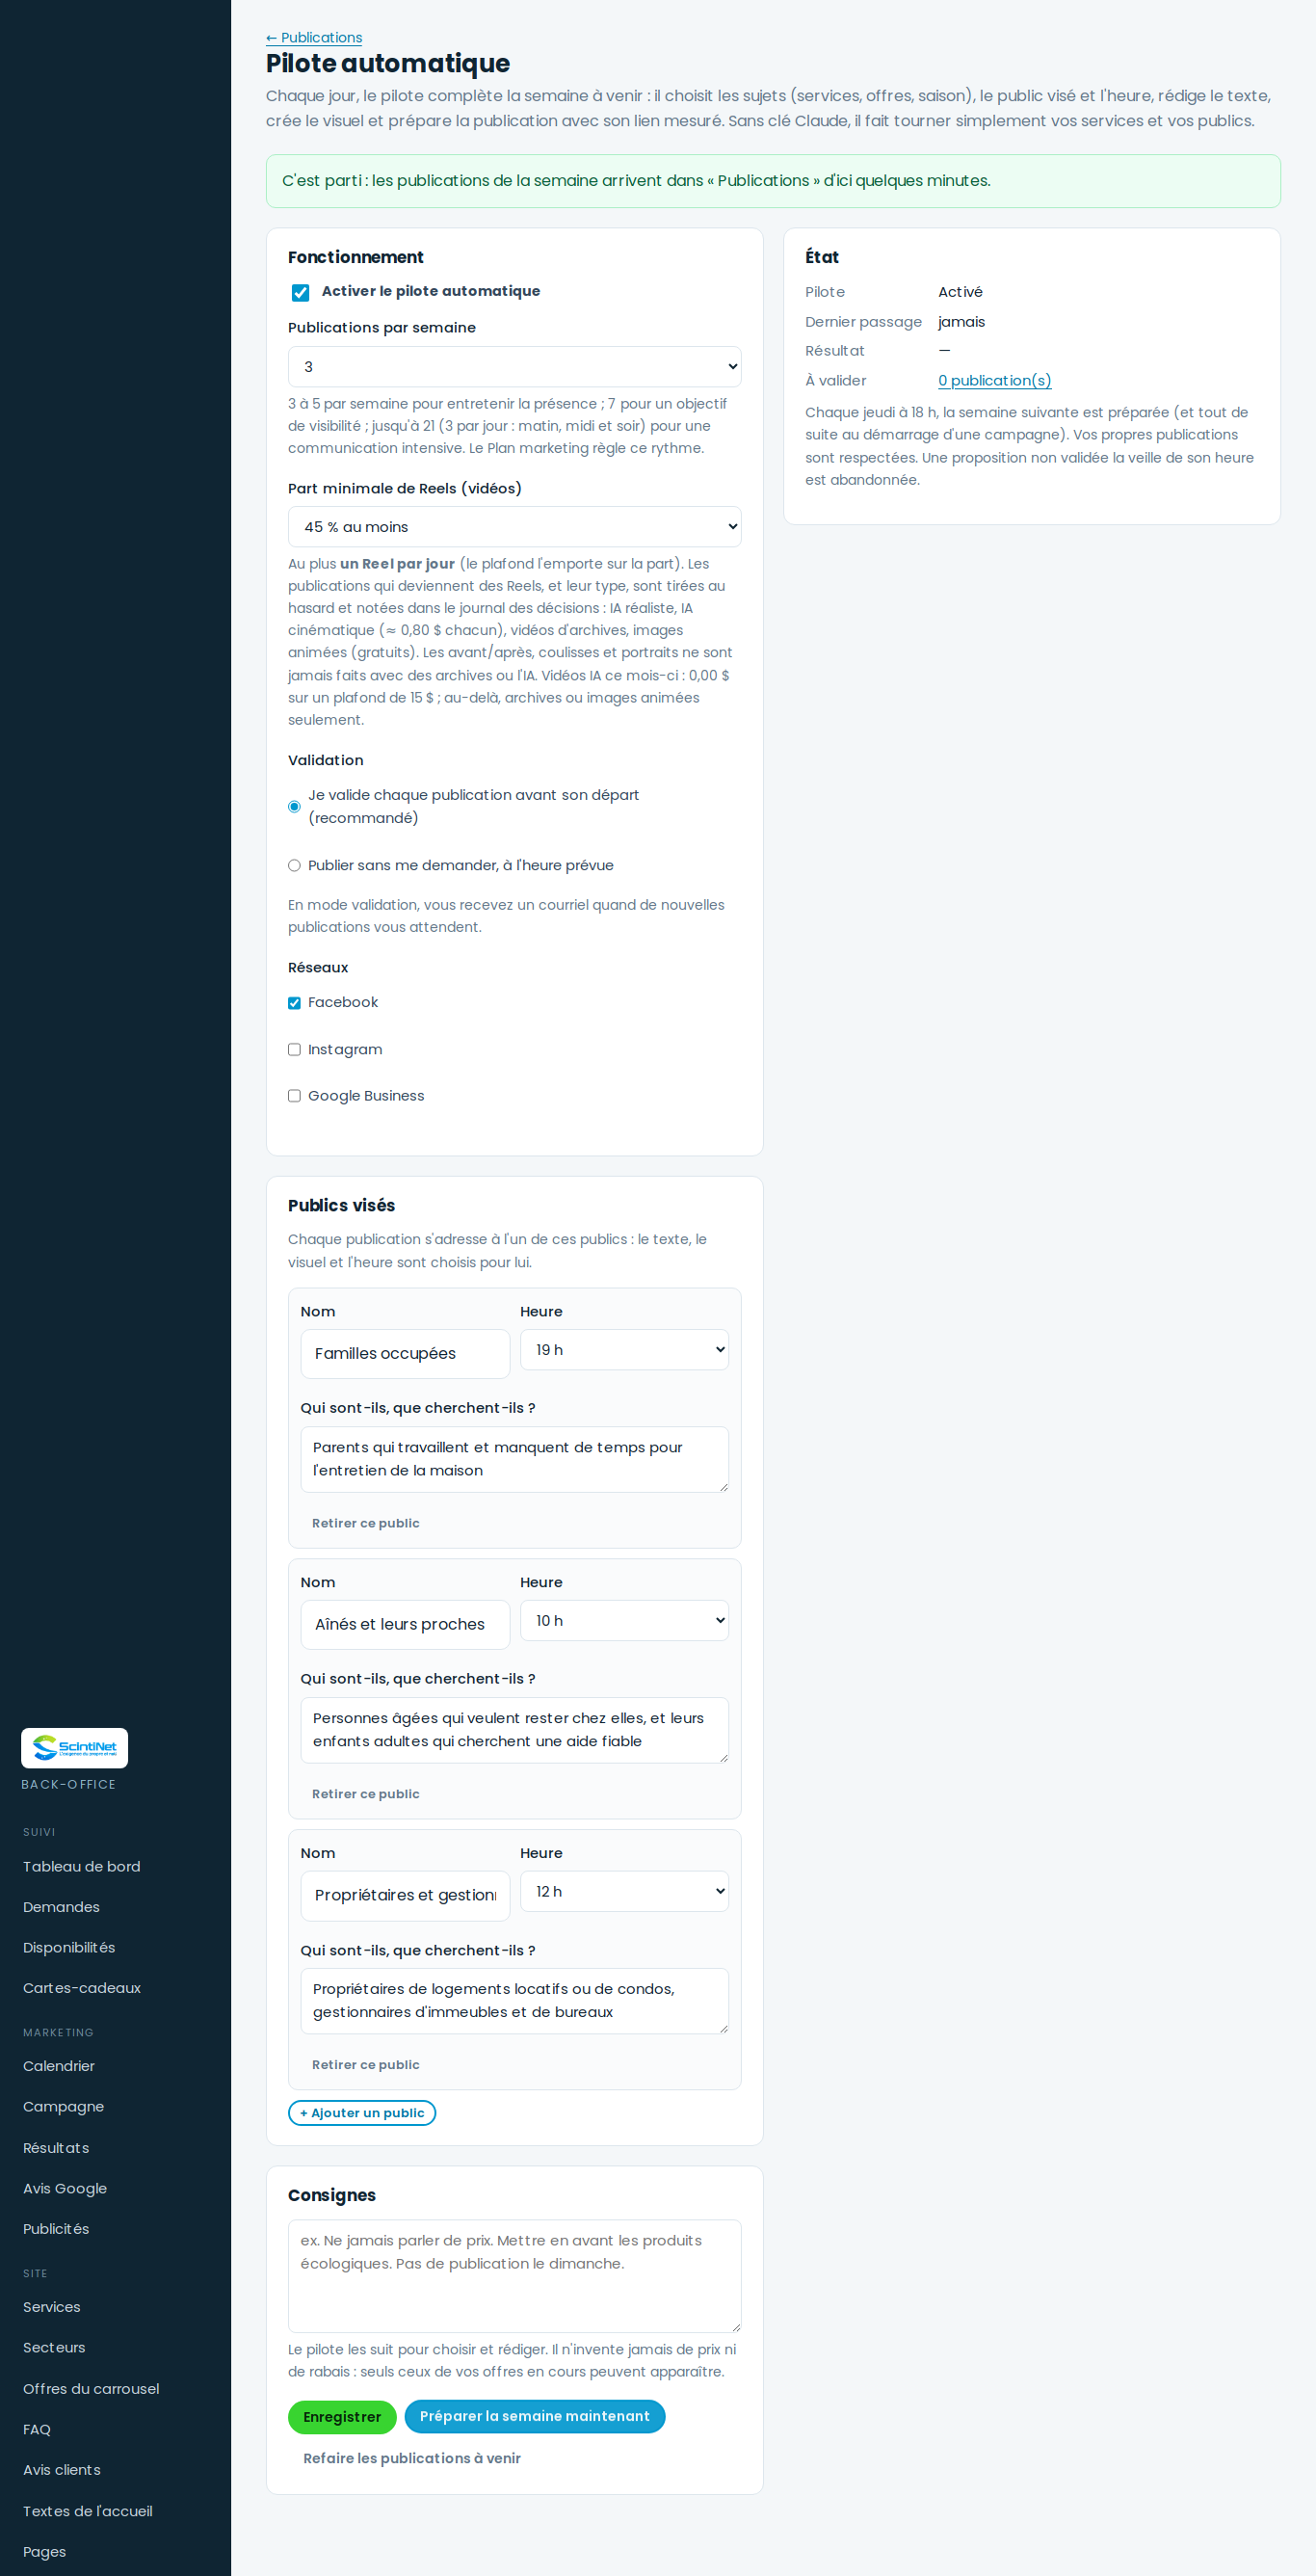 ← Publications
Pilote automatique
Chaque jour, le pilote complète la semaine à venir : il choisit les sujets (services, offres, saison), le public visé et l'heure, rédige le texte,
crée le visuel et prépare la publication avec son lien mesuré. Sans clé Claude, il fait tourner simplement vos services et vos publics.
C'est parti : les publications de la semaine arrivent dans « Publications » d'ici quelques minutes.
Fonctionnement
Activer le pilote automatique
Publications par semaine
3
3 à 5 par semaine pour entretenir la présence ; 7 pour un objectif
de visibilité ; jusqu'à 21 (3 par jour : matin, midi et soir) pour une
communication intensive. Le Plan marketing règle ce rythme.
Part minimale de Reels (vidéos)
45 % au moins
Au plus un Reel par jour (le plafond l'emporte sur la part). Les
publications qui deviennent des Reels, et leur type, sont tirées au
hasard et notées dans le journal des décisions : IA réaliste, IA
cinématique (≈ 0,80 $ chacun), vidéos d'archives, images
animées (gratuits). Les avant/après, coulisses et portraits ne sont
jamais faits avec des archives ou l'IA. Vidéos IA ce mois-ci : 0,00 $
sur un plafond de 15 $ ; au-delà, archives ou images animées
seulement.
Validation
Je valide chaque publication avant son départ
(recommandé)
Publier sans me demander, à l'heure prévue
En mode validation, vous recevez un courriel quand de nouvelles
publications vous attendent.
Réseaux
Facebook
Instagram
Google Business
État
Pilote Activé
Dernier passage jamais
Résultat —
À valider 0 publication(s)
Chaque jeudi à 18 h, la semaine suivante est préparée (et tout de
suite au démarrage d'une campagne). Vos propres publications
sont respectées. Une proposition non validée la veille de son heure
est abandonnée.
Publics visés
Chaque publication s'adresse à l'un de ces publics : le texte, le
visuel et l'heure sont choisis pour lui.
Nom Heure
Familles occupées 19 h
Qui sont-ils, que cherchent-ils ?
Parents qui travaillent et manquent de temps pour
l'entretien de la maison
Retirer ce public
Nom Heure
Aînés et leurs proches 10 h
Qui sont-ils, que cherchent-ils ?
Personnes âgées qui veulent rester chez elles, et leurs
enfants adultes qui cherchent une aide fiable
Retirer ce public
Nom Heure
Propriétaires et gestionn 12 h
Qui sont-ils, que cherchent-ils ?
Propriétaires de logements locatifs ou de condos,
gestionnaires d'immeubles et de bureaux
Retirer ce public
+ Ajouter un public
Consignes
ex. Ne jamais parler de prix. Mettre en avant les produits
écologiques. Pas de publication le dimanche.
Le pilote les suit pour choisir et rédiger. Il n'invente jamais de prix ni
de rabais : seuls ceux de vos offres en cours peuvent apparaître.
Enregistrer
Préparer la semaine maintenant
Refaire les publications à venir
ScintiNet
BACK-OFFICE
SUIVI
Tableau de bord
Demandes
Disponibilités
Cartes-cadeaux
MARKETING
Calendrier
Campagne
Résultats
Avis Google
Publicités
SITE
Services
Secteurs
Offres du carrousel
FAQ
Avis clients
Textes de l'accueil
Pages